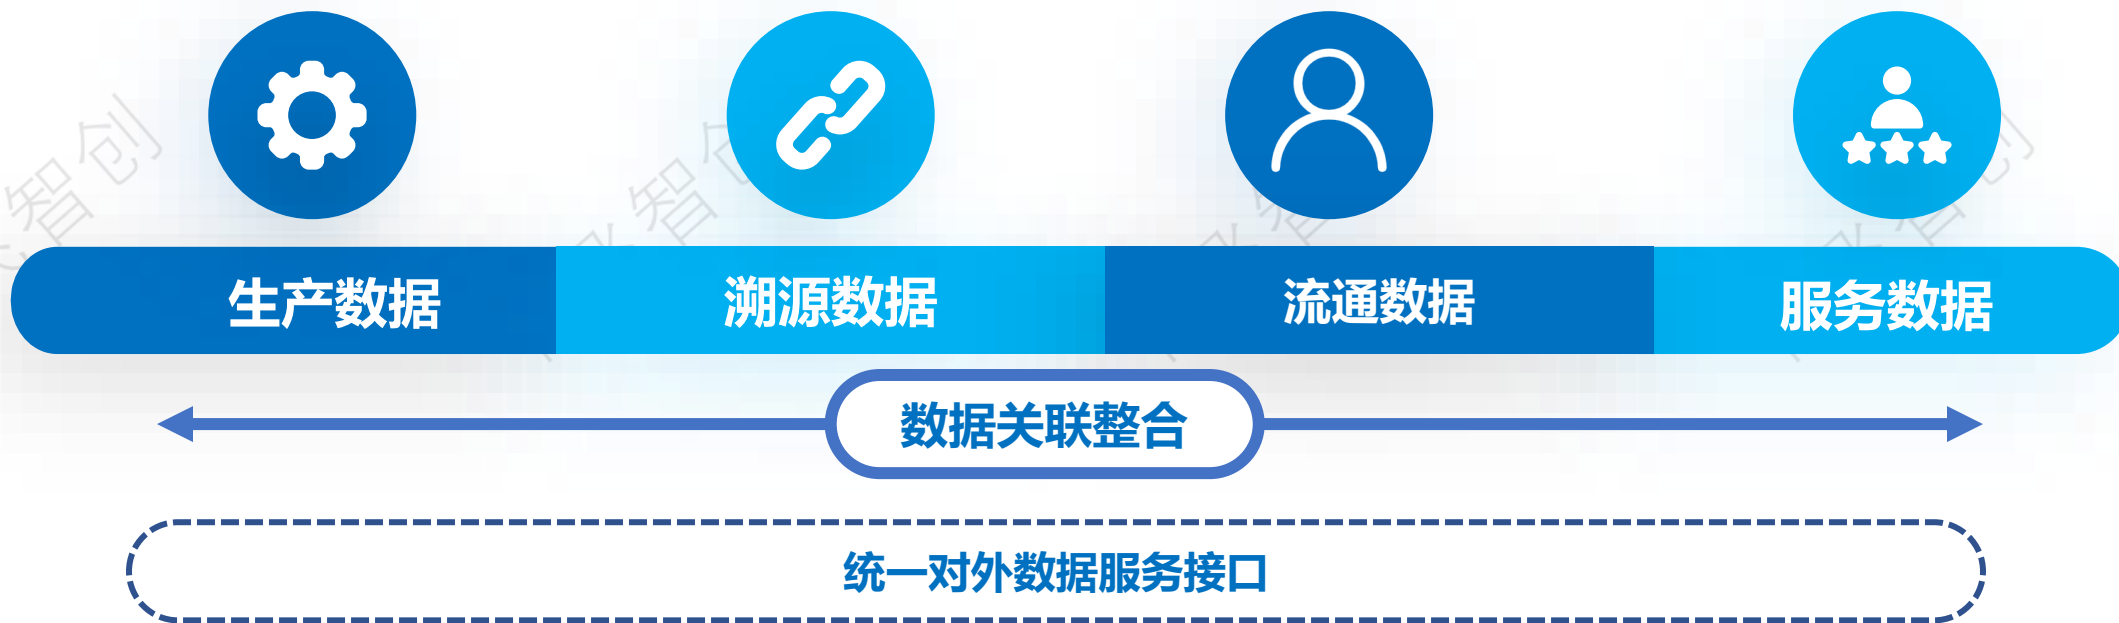 生产数据
溯源数据
流通数据
服务数据
数据关联整合
统一对外数据服务接口